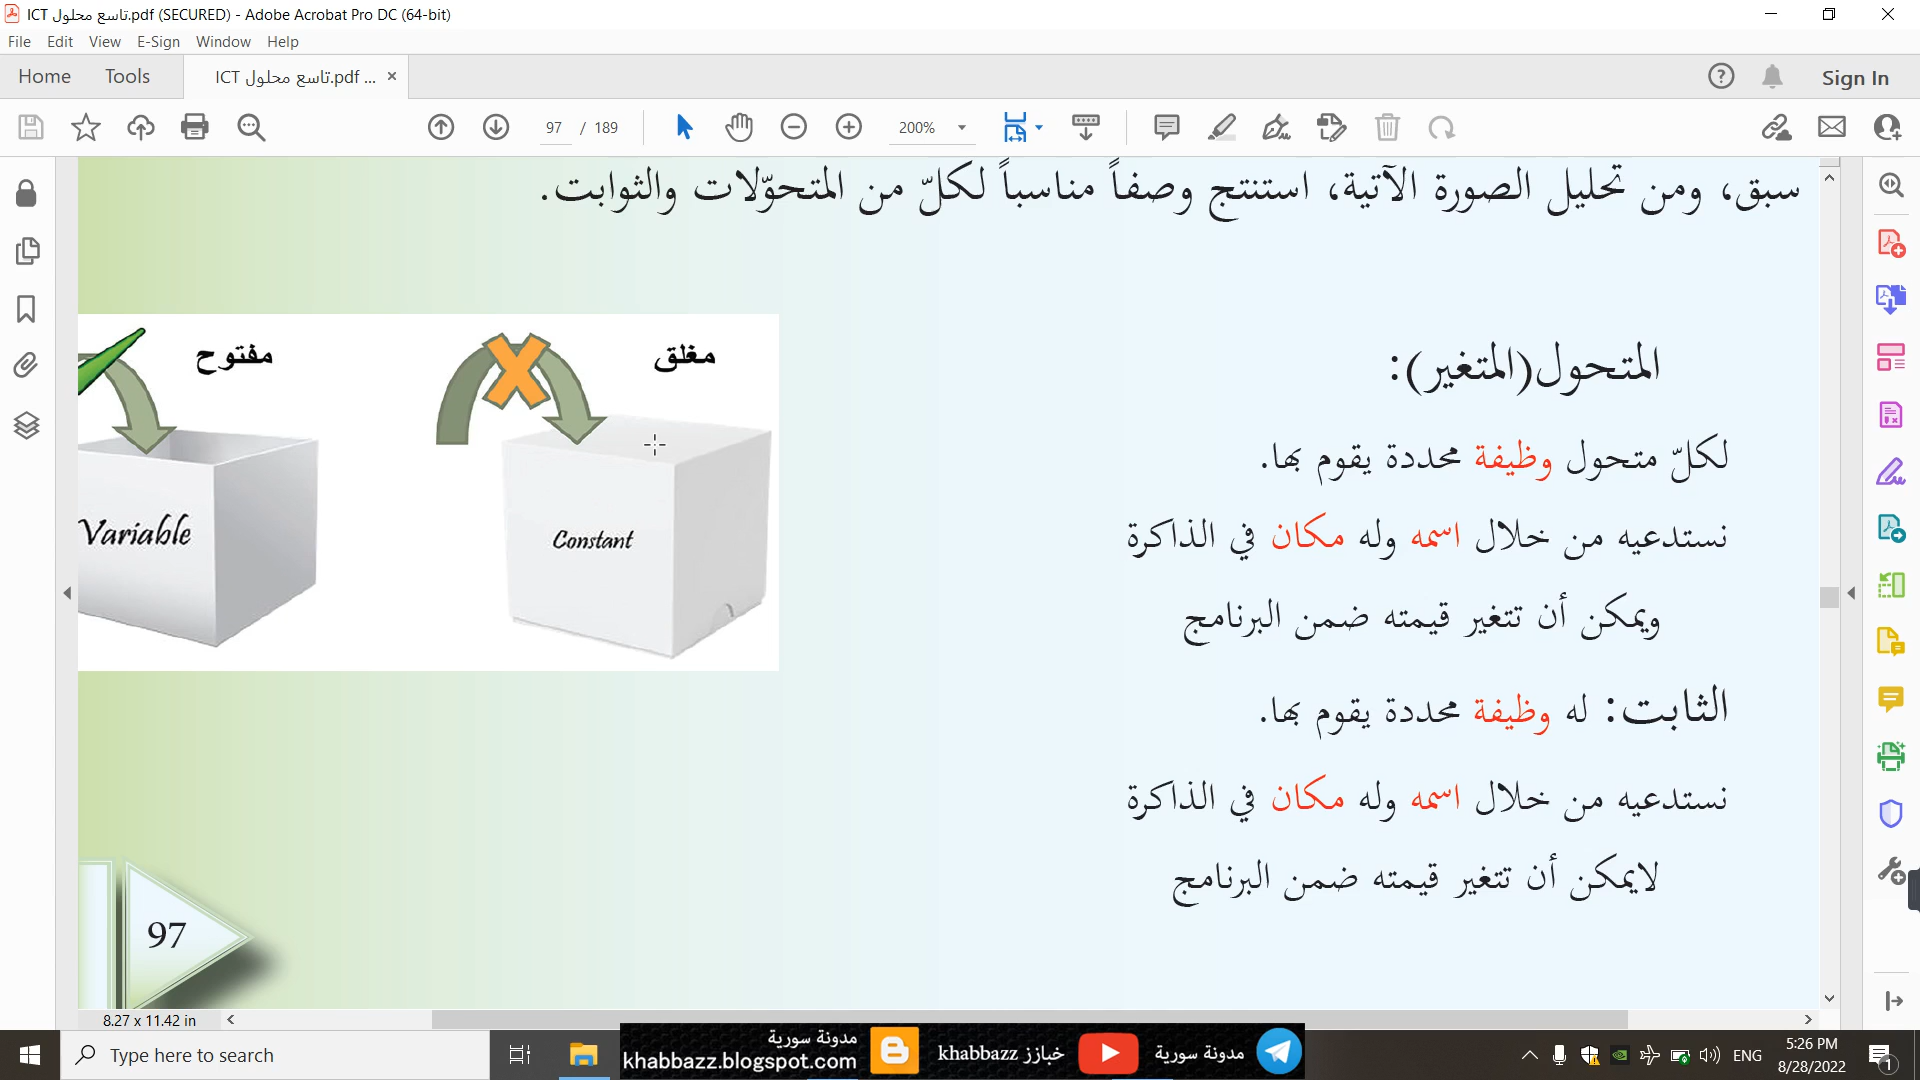 ICT تاسع محلول.pdf (SECURED) - Adobe Acrobat Pro DC (64-bit)
File Edit View E-Sign Window Help
Home Tools ICT تاسع محلول.pdf ... × Sign In
97 / 189 200%
سبق، ومن تحليل الصورة الآتية، استنتج وصفاً مناسباً لكلّ من المتحوّلات والثوابت.
مفتوح
مغلق
Variable
Constant
المتحول(المتغير):
لكلّ متحول وظيفة محددة يقوم بها.
نستدعيه من خلال اسمه وله مكان في الذاكرة
ويمكن أن تتغير قيمته ضمن البرنامج
الثابت: له وظيفة محددة يقوم بها.
نستدعيه من خلال اسمه وله مكان في الذاكرة
لايمكن أن تتغير قيمته ضمن البرنامج
97
8.27 x 11.42 in
Type here to search
مدونة سورية
khabbazz.blogspot.com
خبازز khabbazz
مدونة سورية
ENG
5:26 PM
8/28/2022
1